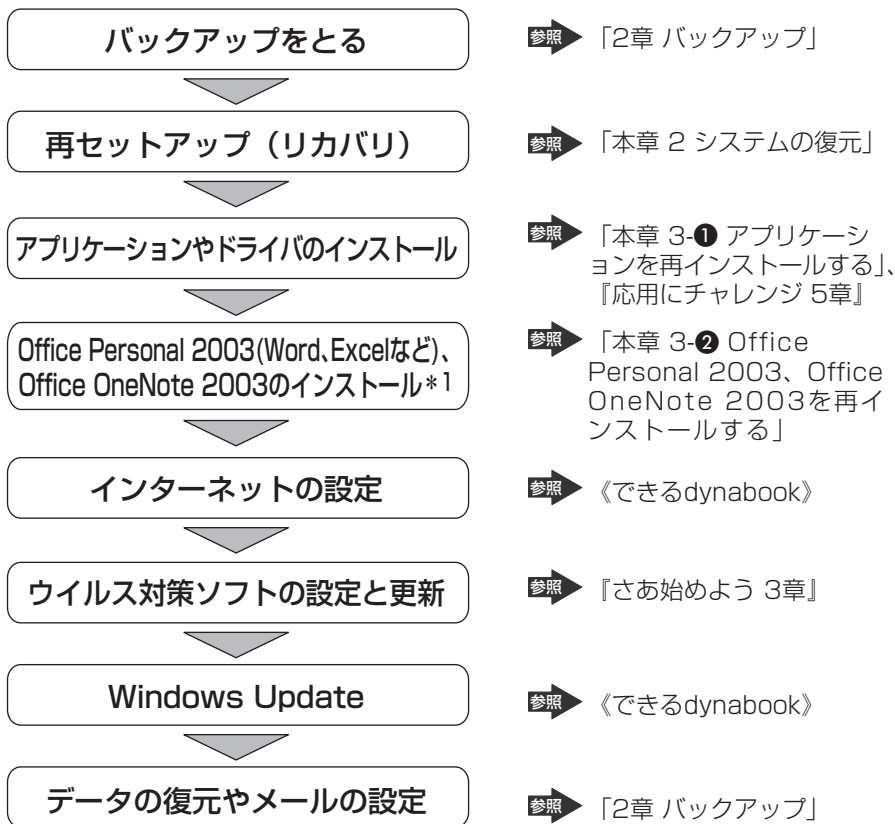 バックアップをとる
参照 「2章 バックアップ」
再セットアップ（リカバリ）
参照 「本章 2 システムの復元」
アプリケーションやドライバのインストール
参照 「本章 3-❶ アプリケーシ
ョンを再インストールする」、
『応用にチャレンジ 5章』
Office Personal 2003(Word、Excelなど)、
Office OneNote 2003のインストール*1
参照 「本章 3-❷ Office
Personal 2003、Office
OneNote 2003を再イ
ンストールする」
インターネットの設定
参照 《できるdynabook》
ウイルス対策ソフトの設定と更新
参照 『さあ始めよう 3章』
Windows Update
参照 《できるdynabook》
データの復元やメールの設定
参照 「2章 バックアップ」